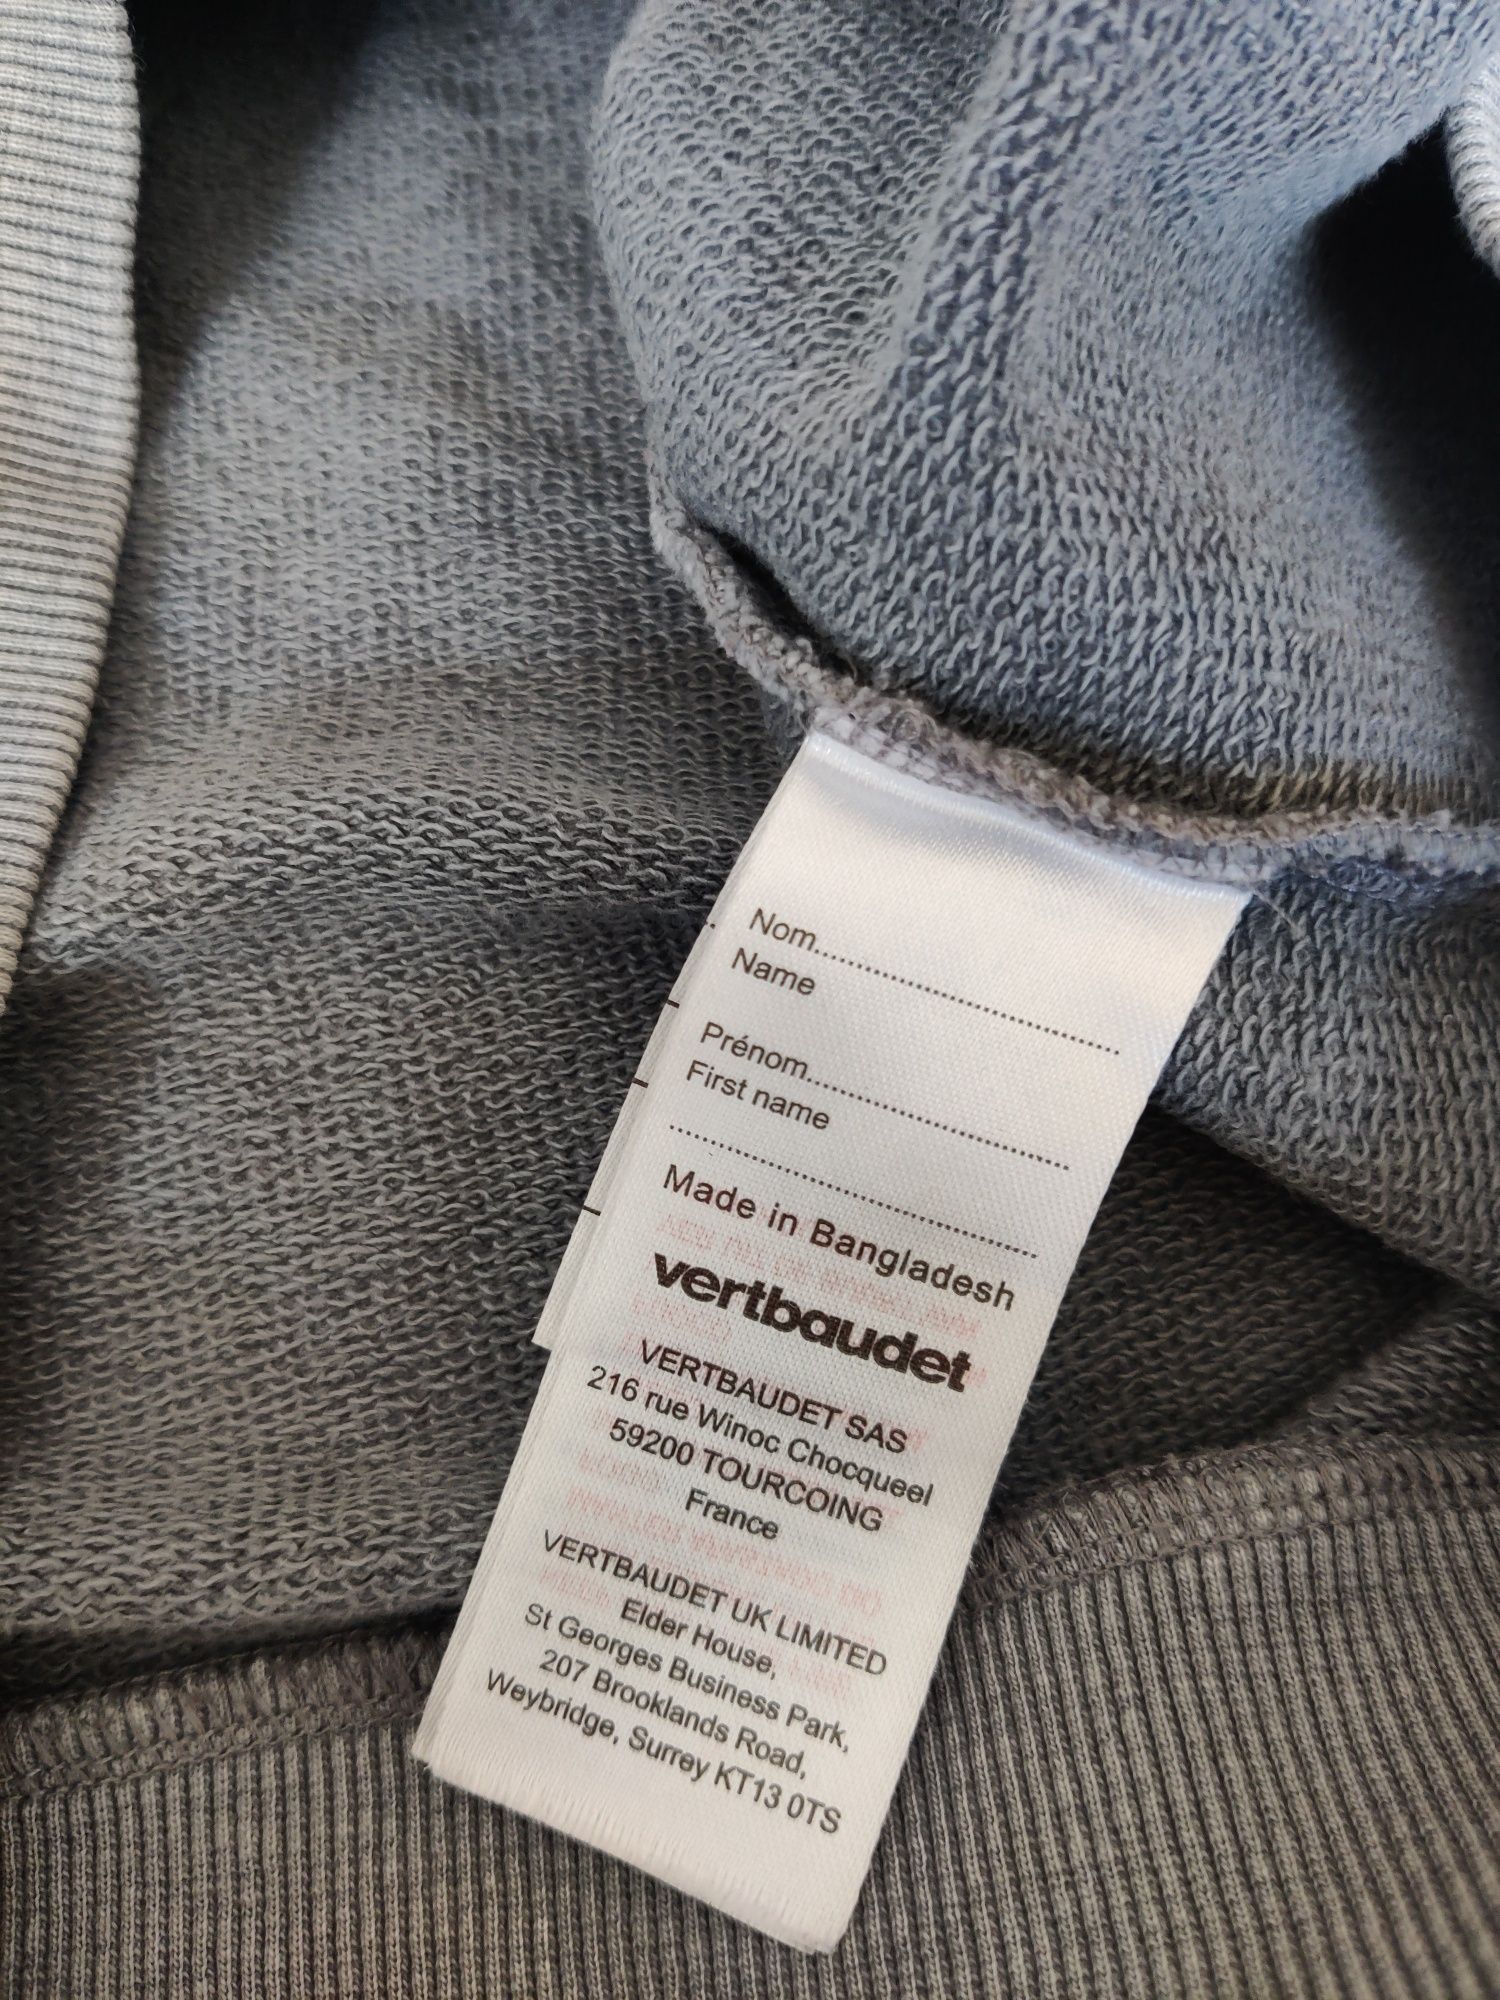 Nom..............................
Name
Prénom..............................
First name
..........................................
Made in Bangladesh
vertbaudet
VERTBAUDET SAS
216 rue Winoc Chocqueel
59200 TOURCOING
France
VERTBAUDET UK LIMITED
Elder House,
St Georges Business Park,
207 Brooklands Road,
Weybridge, Surrey KT13 0TS